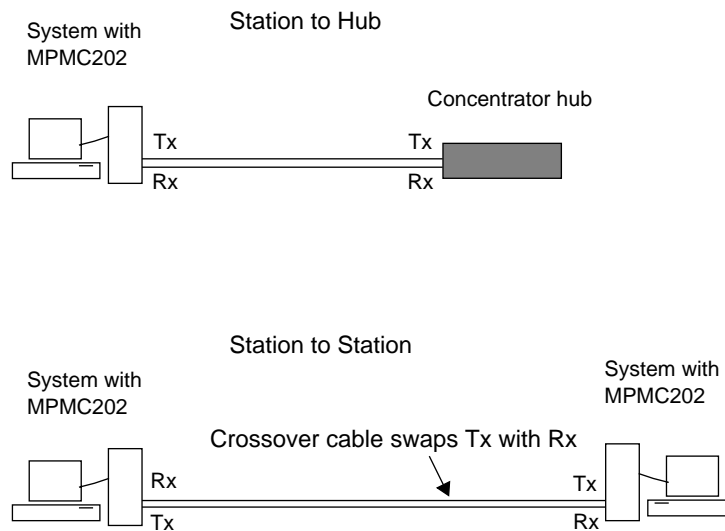 Station to Hub
System with
MPMC202
Concentrator hub
Tx
Tx
Rx
Rx
Station to Station
System with
MPMC202
System with
MPMC202
Crossover cable swaps Tx with Rx
Rx
Tx
Tx
Rx